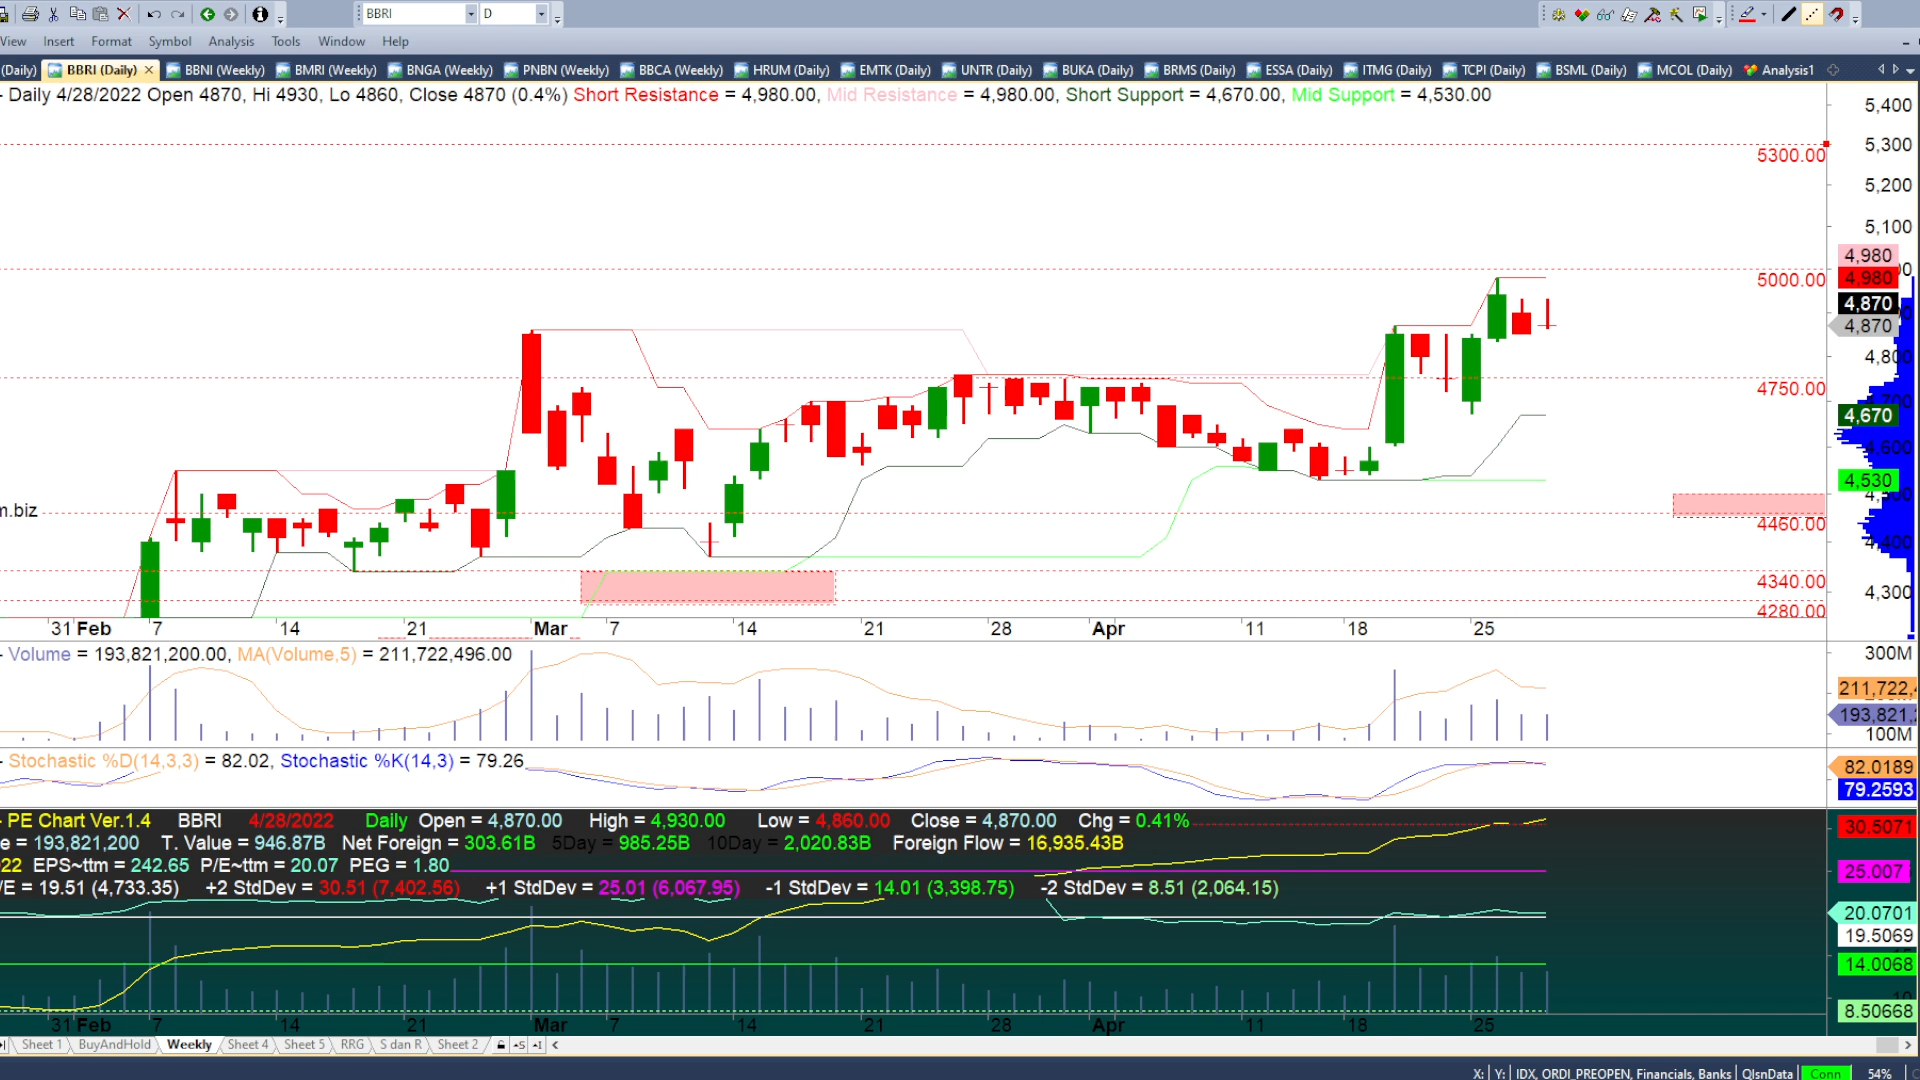 BBRI D
View Insert Format Symbol Analysis Tools Window Help
(Daily) BBRI (Daily) BBNI (Weekly) BMRI (Weekly) BNGA (Weekly) PNBN (Weekly) BBCA (Weekly) HRUM (Daily) EMTK (Daily) UNTR (Daily) BUKA (Daily) BRMS (Daily) ESSA (Daily) ITMG (Daily) TCPI (Daily) BSML (Daily) MCOL (Daily) Analysis1
- Daily 4/28/2022 Open 4870, Hi 4930, Lo 4860, Close 4870 (0.4%) Short Resistance = 4,980.00, Mid Resistance = 4,980.00, Short Support = 4,670.00, Mid Support = 4,530.00
5,400
5,300
5300.00
5,200
5,100
4,980
5000.00 4,980
4,870
4,870
4,800
4750.00
4,670
4,600
4,530
m.biz
4460.00
4,400
4340.00
4,300
4280.00
31 Feb 7 14 21 Mar 7 14 21 28 Apr 11 18 25
- Volume = 193,821,200.00, MA(Volume,5) = 211,722,496.00 300M
211,722,4
193,821,2
100M
- Stochastic %D(14,3,3) = 82.02, Stochastic %K(14,3) = 79.26
82.0189
79.2593
- PE Chart Ver.1.4 BBRI 4/28/2022 Daily Open = 4,870.00 High = 4,930.00 Low = 4,860.00 Close = 4,870.00 Chg = 0.41% 30.5071
e = 193,821,200 T. Value = 946.87B Net Foreign = 303.61B 5Day = 985.25B 10Day = 2,020.83B Foreign Flow = 16,935.43B
22 EPS~ttm = 242.65 P/E~ttm = 20.07 PEG = 1.80 25.007
/E = 19.51 (4,733.35) +2 StdDev = 30.51 (7,402.56) +1 StdDev = 25.01 (6,067.95) -1 StdDev = 14.01 (3,398.75) -2 StdDev = 8.51 (2,064.15)
20.0701
19.5069
14.0068
8.50668
31 Feb 7 14 21 Mar 7 14 21 28 Apr 11 18 25
Sheet 1 BuyAndHold Weekly Sheet 4 Sheet 5 RRG S dan R Sheet 2
X: Y: IDX, ORDI_PREOPEN, Financials, Banks QlsnData Conn 54%